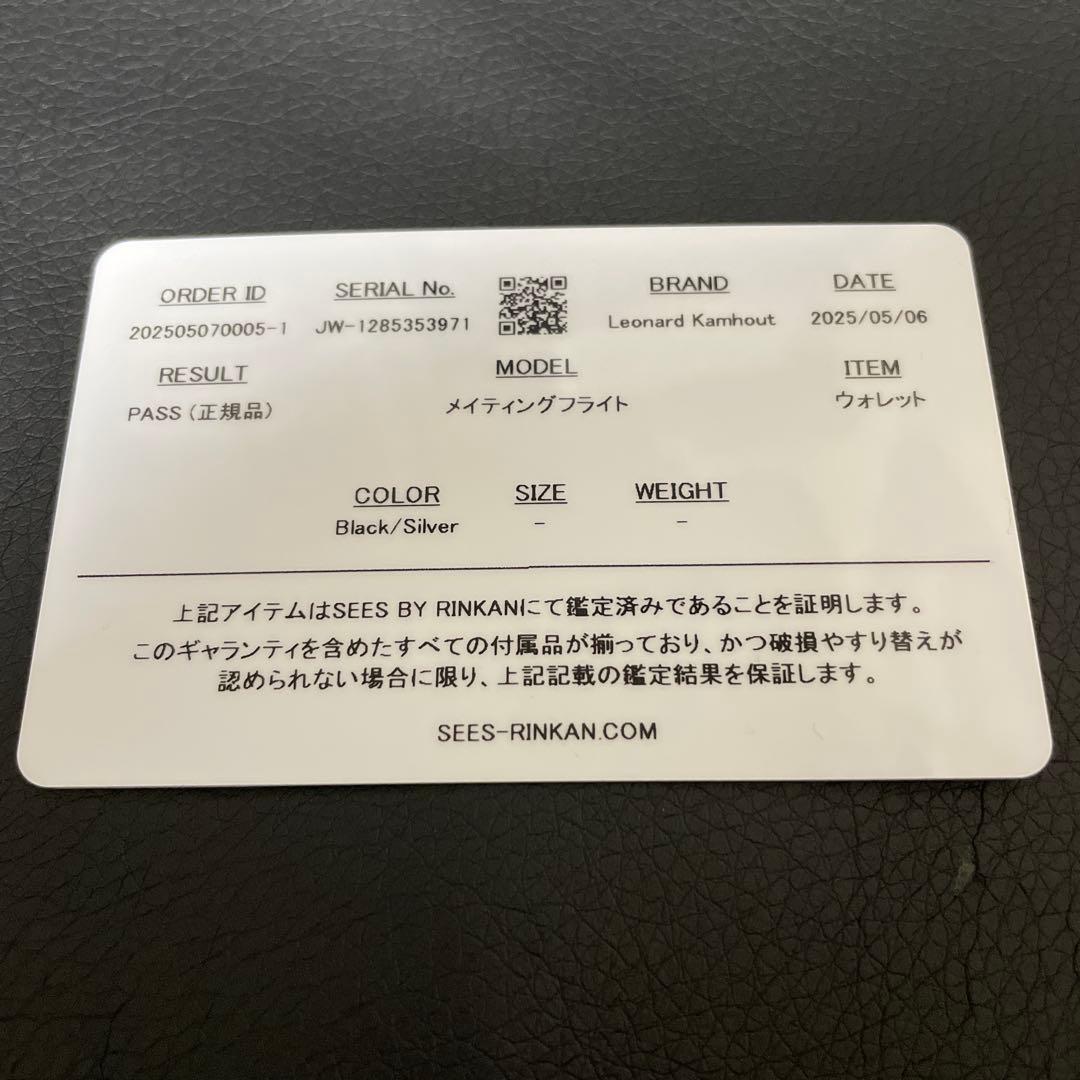 ORDER ID SERIAL No. BRAND DATE
202505070005-1 JW-1285353971 Leonard Kamhout 2025/05/06
RESULT MODEL ITEM
PASS (正規品) メイティングフライト ウォレット
COLOR SIZE WEIGHT
Black/Silver - -
上記アイテムはSEES BY RINKANにて鑑定済みであることを証明します。
このギャランティを含めたすべての付属品が揃っており、かつ破損やすり替えが
認められない場合に限り、上記記載の鑑定結果を保証します。
SEES-RINKAN.COM